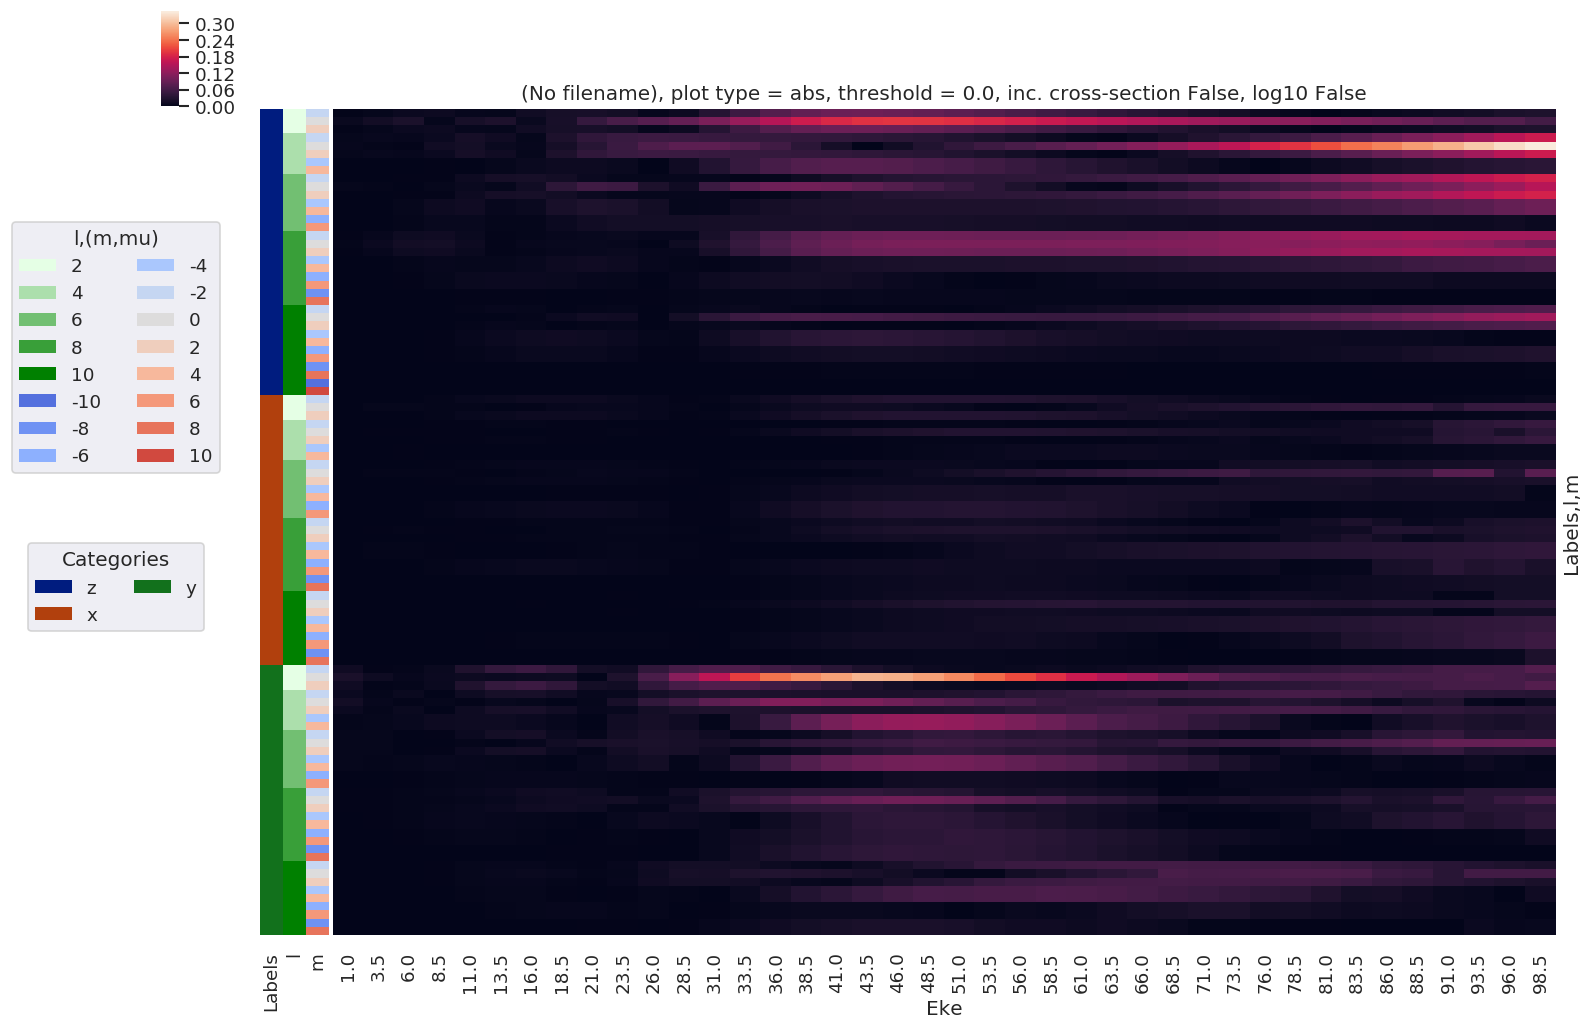 0.30
0.24
0.18
0.12
0.06
0.00
(No filename), plot type = abs, threshold = 0.0, inc. cross-section False, log10 False
l,(m,mu)
2 -4
4 -2
6 0
8 2
10 4
-10 6
-8 8
-6 10
Categories
z y
x
Labels,l,m
Labels l m 1.0 3.5 6.0 8.5 11.0 13.5 16.0 18.5 21.0 23.5 26.0 28.5 31.0 33.5 36.0 38.5 41.0 43.5 46.0 48.5 51.0 53.5 56.0 58.5 61.0 63.5 66.0 68.5 71.0 73.5 76.0 78.5 81.0 83.5 86.0 88.5 91.0 93.5 96.0 98.5
Eke